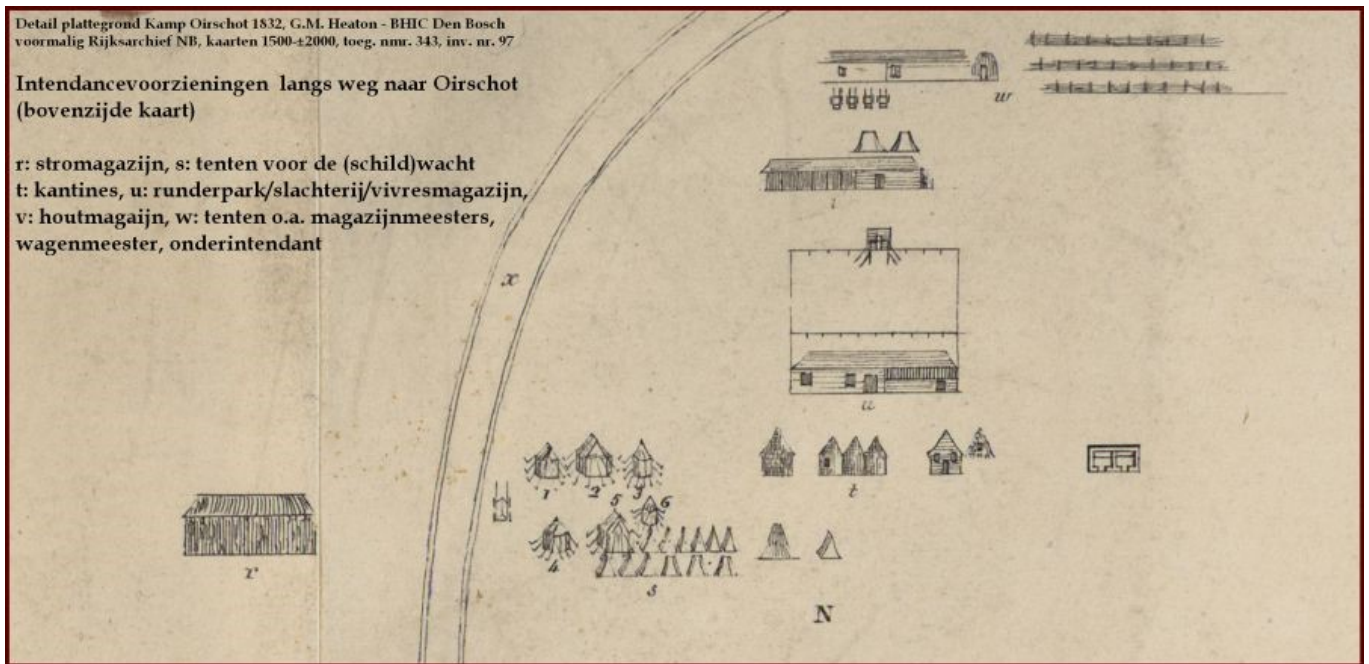 Detail plattegrond Kamp Oirschot 1832, G.M. Heaton - BHIC Den Bosch
voormalig Rijksarchief NB, kaarten 1500-±2000, toeg. nmr. 343, inv. nr. 97
Intendancevoorzieningen langs weg naar Oirschot
(bovenzijde kaart)
r: stromagazijn, s: tenten voor de (schild)wacht
t: kantines, u: runderpark/slachterij/vivresmagazijn,
v: houtmagaijn, w: tenten o.a. magazijnmeesters,
wagenmeester, onderintendant
w
x
u
1 2 3
t
5 6
4
r
s
N